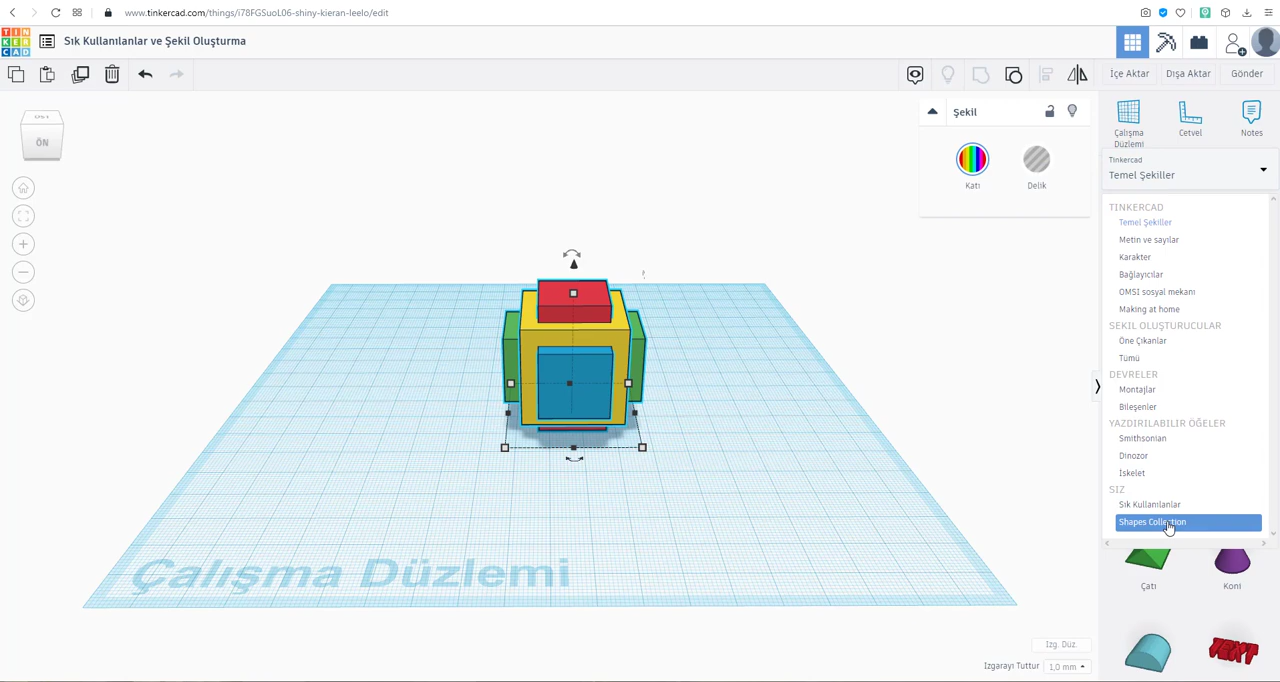 www.tinkercad.com/things/i78FGSuoL06-shiny-kieran-leelo/edit
TIN
KER
CAD
Sık Kullanılanlar ve Şekil Oluşturma
İçe Aktar
Dışa Aktar
Gönder
ÜST
ÖN
Şekil
Katı
Delik
Çalışma
Düzlemi
Cetvel
Notes
Tinkercad
Temel Şekiller
TINKERCAD
Temel Şekiller
Metin ve sayılar
Karakter
Bağlayıcılar
OMSI sosyal mekanı
Making at home
ŞEKIL OLUŞTURUCULAR
Öne Çıkanlar
Tümü
DEVRELER
Montajlar
Bileşenler
YAZDIRILABILIR ÖĞELER
Smithsonian
Dinozor
İskelet
SIZ
Sık Kullanılanlar
Shapes Collection
Çatı
Koni
TEXT
Çalışma Düzlemi
Izg. Düz.
Izgarayı Tuttur
1,0 mm